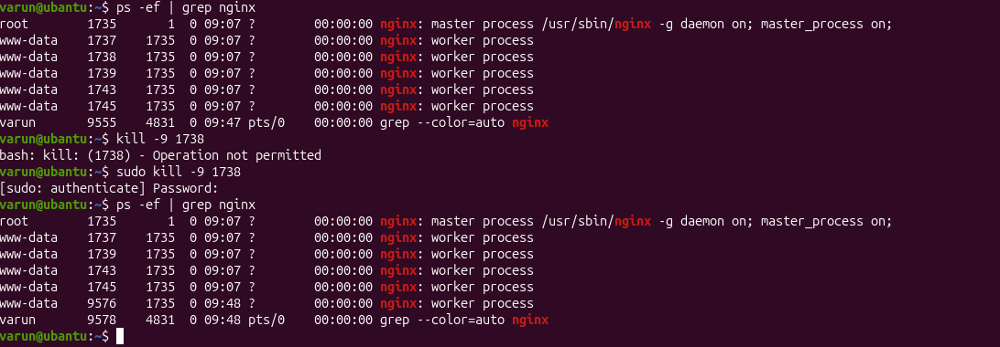 varun@ubantu:~$ ps -ef | grep nginx
root        1735       1  0 09:07 ?        00:00:00 nginx: master process /usr/sbin/nginx -g daemon on; master_process on;
www-data    1737    1735  0 09:07 ?        00:00:00 nginx: worker process
www-data    1738    1735  0 09:07 ?        00:00:00 nginx: worker process
www-data    1739    1735  0 09:07 ?        00:00:00 nginx: worker process
www-data    1743    1735  0 09:07 ?        00:00:00 nginx: worker process
www-data    1745    1735  0 09:07 ?        00:00:00 nginx: worker process
varun       9555    4831  0 09:47 pts/0    00:00:00 grep --color=auto nginx
varun@ubantu:~$ kill -9 1738
bash: kill: (1738) - Operation not permitted
varun@ubantu:~$ sudo kill -9 1738
[sudo: authenticate] Password:
varun@ubantu:~$ ps -ef | grep nginx
root        1735       1  0 09:07 ?        00:00:00 nginx: master process /usr/sbin/nginx -g daemon on; master_process on;
www-data    1737    1735  0 09:07 ?        00:00:00 nginx: worker process
www-data    1739    1735  0 09:07 ?        00:00:00 nginx: worker process
www-data    1743    1735  0 09:07 ?        00:00:00 nginx: worker process
www-data    1745    1735  0 09:07 ?        00:00:00 nginx: worker process
www-data    9576    1735  0 09:48 ?        00:00:00 nginx: worker process
varun       9578    4831  0 09:48 pts/0    00:00:00 grep --color=auto nginx
varun@ubantu:~$